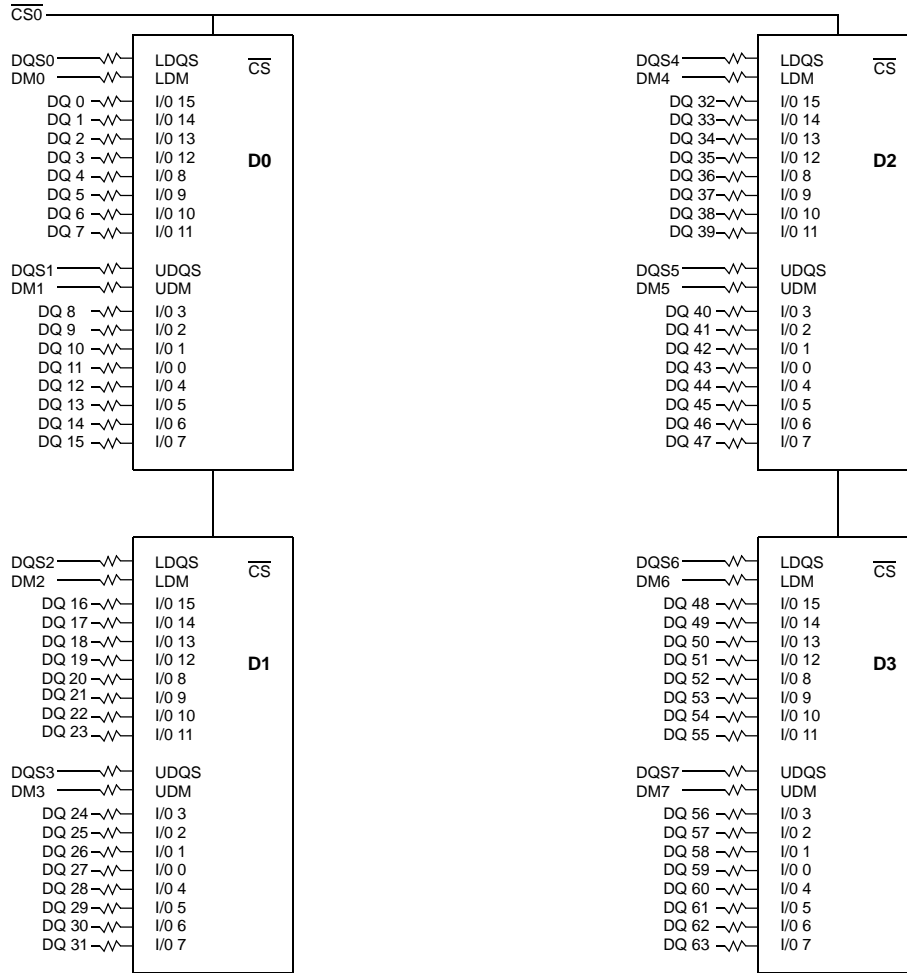 CS0
DQS0 LDQS CS
DM0 LDM
DQ 0 I/0 15
DQ 1 I/0 14
DQ 2 I/0 13
DQ 3 I/0 12 D0
DQ 4 I/0 8
DQ 5 I/0 9
DQ 6 I/0 10
DQ 7 I/0 11
DQS1 UDQS
DM1 UDM
DQ 8 I/0 3
DQ 9 I/0 2
DQ 10 I/0 1
DQ 11 I/0 0
DQ 12 I/0 4
DQ 13 I/0 5
DQ 14 I/0 6
DQ 15 I/0 7
DQS2 LDQS CS
DM2 LDM
DQ 16 I/0 15
DQ 17 I/0 14
DQ 18 I/0 13
DQ 19 I/0 12 D1
DQ 20 I/0 8
DQ 21 I/0 9
DQ 22 I/0 10
DQ 23 I/0 11
DQS3 UDQS
DM3 UDM
DQ 24 I/0 3
DQ 25 I/0 2
DQ 26 I/0 1
DQ 27 I/0 0
DQ 28 I/0 4
DQ 29 I/0 5
DQ 30 I/0 6
DQ 31 I/0 7
DQS4 LDQS CS
DM4 LDM
DQ 32 I/0 15
DQ 33 I/0 14
DQ 34 I/0 13
DQ 35 I/0 12 D2
DQ 36 I/0 8
DQ 37 I/0 9
DQ 38 I/0 10
DQ 39 I/0 11
DQS5 UDQS
DM5 UDM
DQ 40 I/0 3
DQ 41 I/0 2
DQ 42 I/0 1
DQ 43 I/0 0
DQ 44 I/0 4
DQ 45 I/0 5
DQ 46 I/0 6
DQ 47 I/0 7
DQS6 LDQS CS
DM6 LDM
DQ 48 I/0 15
DQ 49 I/0 14
DQ 50 I/0 13
DQ 51 I/0 12 D3
DQ 52 I/0 8
DQ 53 I/0 9
DQ 54 I/0 10
DQ 55 I/0 11
DQS7 UDQS
DM7 UDM
DQ 56 I/0 3
DQ 57 I/0 2
DQ 58 I/0 1
DQ 59 I/0 0
DQ 60 I/0 4
DQ 61 I/0 5
DQ 62 I/0 6
DQ 63 I/0 7